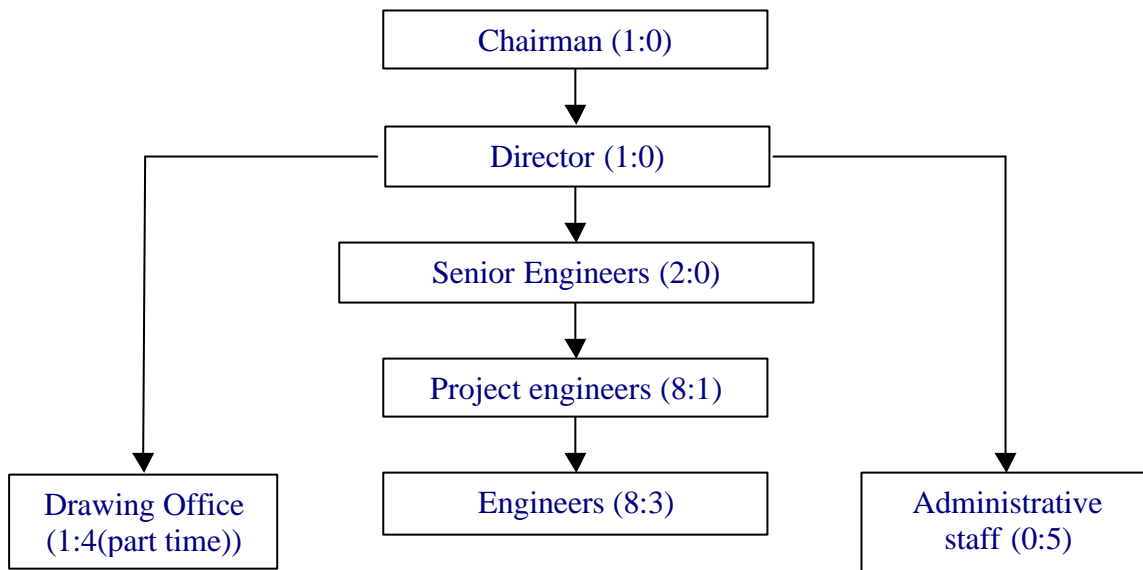 Chairman (1:0)
Director (1:0)
Senior Engineers (2:0)
Project engineers (8:1)
Drawing Office
(1:4(part time))
Engineers (8:3)
Administrative
staff (0:5)